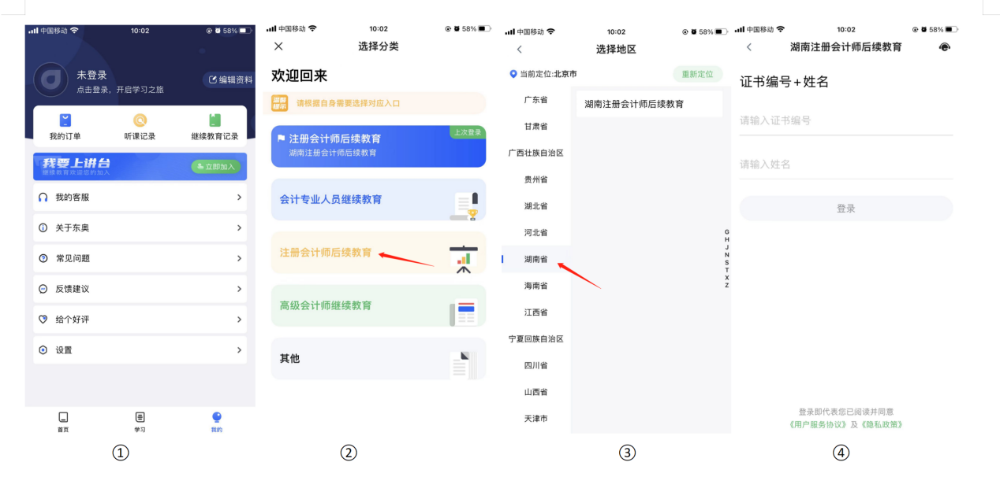 中国移动 10:02 58%
未登录
点击登录，开启学习之旅
编辑资料
我的订单 听课记录 继续教育记录
我要上讲台
继续教育欢迎您的加入
立即加入
我的客服
关于东奥
常见问题
反馈建议
给个好评
设置
首页 学习 我的
①
中国移动 10:02 58%
选择分类
欢迎回来
温馨提示 请根据自身需要选择对应入口
上次登录
注册会计师后续教育
湖南注册会计师后续教育
会计专业人员继续教育
注册会计师后续教育
高级会计师继续教育
其他
②
中国移动 10:02 58%
选择地区
当前定位:北京市 重新定位
广东省 湖南注册会计师后续教育
甘肃省
广西壮族自治区
贵州省
湖北省
河北省
湖南省
海南省
江西省
宁夏回族自治区
四川省
山西省
天津市
G
H
J
N
S
T
X
Z
③
中国移动 10:02 58%
湖南注册会计师后续教育
证书编号+姓名
请输入证书编号
请输入姓名
登录
登录即代表您已阅读并同意
《用户服务协议》及《隐私政策》
④